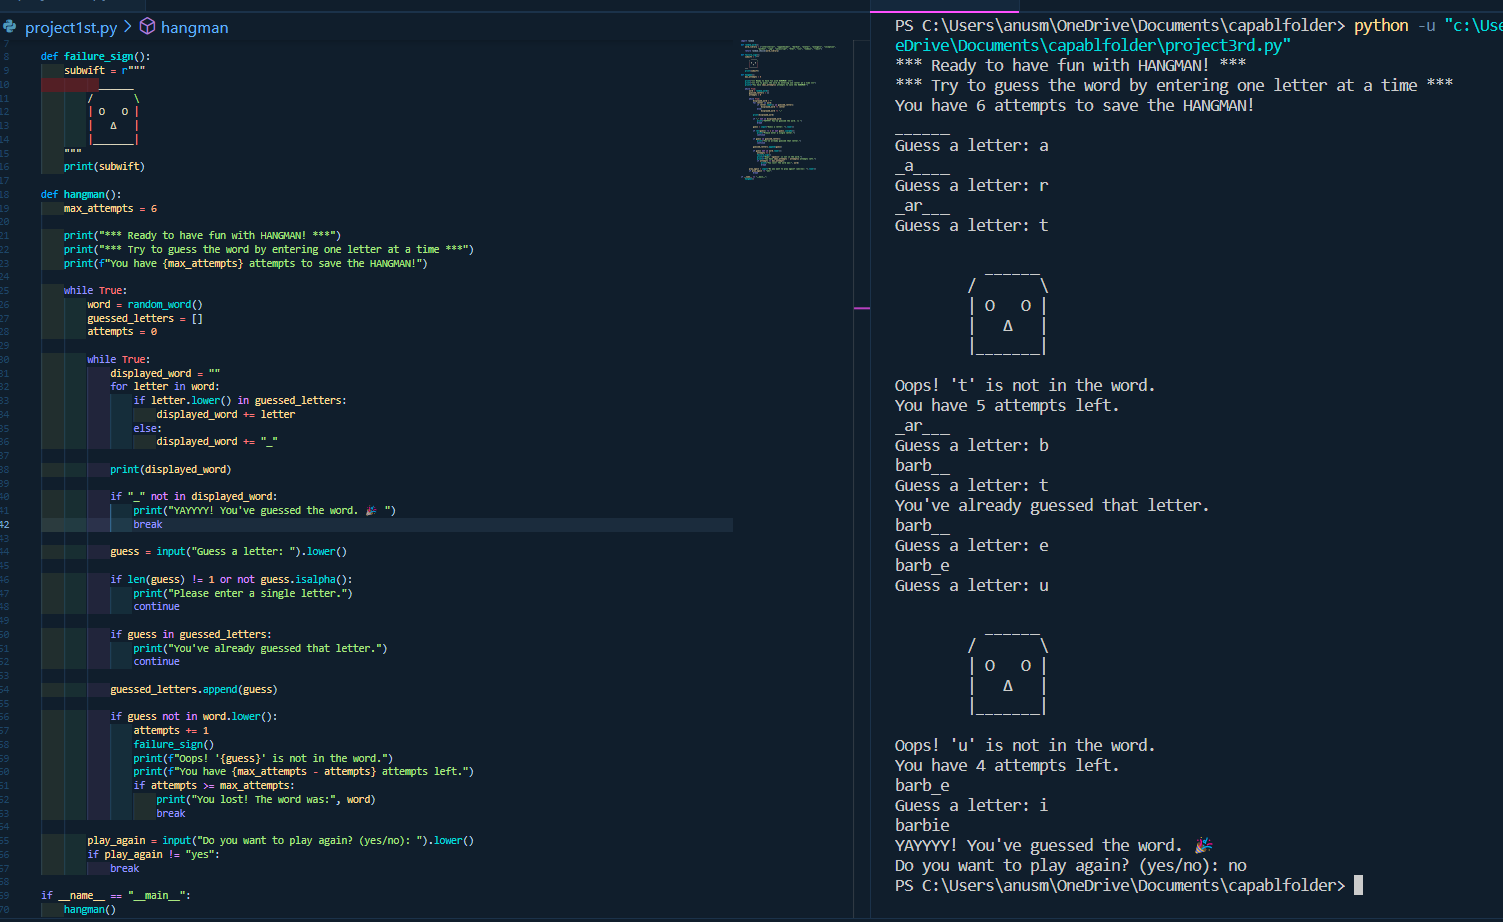 project1st.py > hangman
def failure_sign():
    subwift = r"""
         ______
        /       \
        | O   O |
        |   Δ   |
        |_______|
    """
    print(subwift)
def hangman():
    max_attempts = 6
    print("*** Ready to have fun with HANGMAN! ***")
    print("*** Try to guess the word by entering one letter at a time ***")
    print(f"You have {max_attempts} attempts to save the HANGMAN!")
    while True:
        word = random_word()
        guessed_letters = []
        attempts = 0
        while True:
            displayed_word = ""
            for letter in word:
                if letter.lower() in guessed_letters:
                    displayed_word += letter
                else:
                    displayed_word += "_"
            print(displayed_word)
            if "_" not in displayed_word:
                print("YAYYYY! You've guessed the word. 🎉 ")
                break
            guess = input("Guess a letter: ").lower()
            if len(guess) != 1 or not guess.isalpha():
                print("Please enter a single letter.")
                continue
            if guess in guessed_letters:
                print("You've already guessed that letter.")
                continue
            guessed_letters.append(guess)
            if guess not in word.lower():
                attempts += 1
                failure_sign()
                print(f"Oops! '{guess}' is not in the word.")
                print(f"You have {max_attempts - attempts} attempts left.")
                if attempts >= max_attempts:
                    print("You lost! The word was:", word)
                    break
        play_again = input("Do you want to play again? (yes/no): ").lower()
        if play_again != "yes":
            break
if __name__ == "__main__":
    hangman()
PS C:\Users\anusm\OneDrive\Documents\capablfolder> python -u "c:\Use
eDrive\Documents\capablfolder\project3rd.py"
*** Ready to have fun with HANGMAN! ***
*** Try to guess the word by entering one letter at a time ***
You have 6 attempts to save the HANGMAN!
______
Guess a letter: a
_a____
Guess a letter: r
_ar___
Guess a letter: t
         ______
        /       \
        | O   O |
        |   Δ   |
        |_______|
Oops! 't' is not in the word.
You have 5 attempts left.
_ar___
Guess a letter: b
barb__
Guess a letter: t
You've already guessed that letter.
barb__
Guess a letter: e
barb_e
Guess a letter: u
         ______
        /       \
        | O   O |
        |   Δ   |
        |_______|
Oops! 'u' is not in the word.
You have 4 attempts left.
barb_e
Guess a letter: i
barbie
YAYYYY! You've guessed the word. 🎉
Do you want to play again? (yes/no): no
PS C:\Users\anusm\OneDrive\Documents\capablfolder>